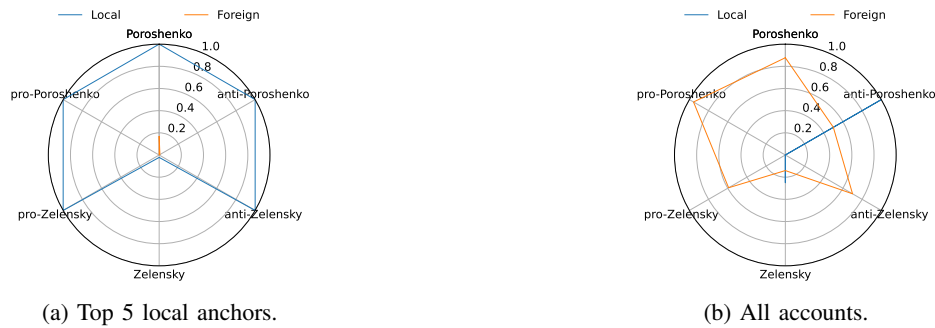 Local Foreign
Poroshenko
1.0
0.8
pro-Poroshenko
0.6
anti-Poroshenko
0.4
0.2
pro-Zelensky
anti-Zelensky
Zelensky
(a) Top 5 local anchors.
Local Foreign
Poroshenko
1.0
0.8
pro-Poroshenko
0.6
anti-Poroshenko
0.4
0.2
pro-Zelensky
anti-Zelensky
Zelensky
(b) All accounts.